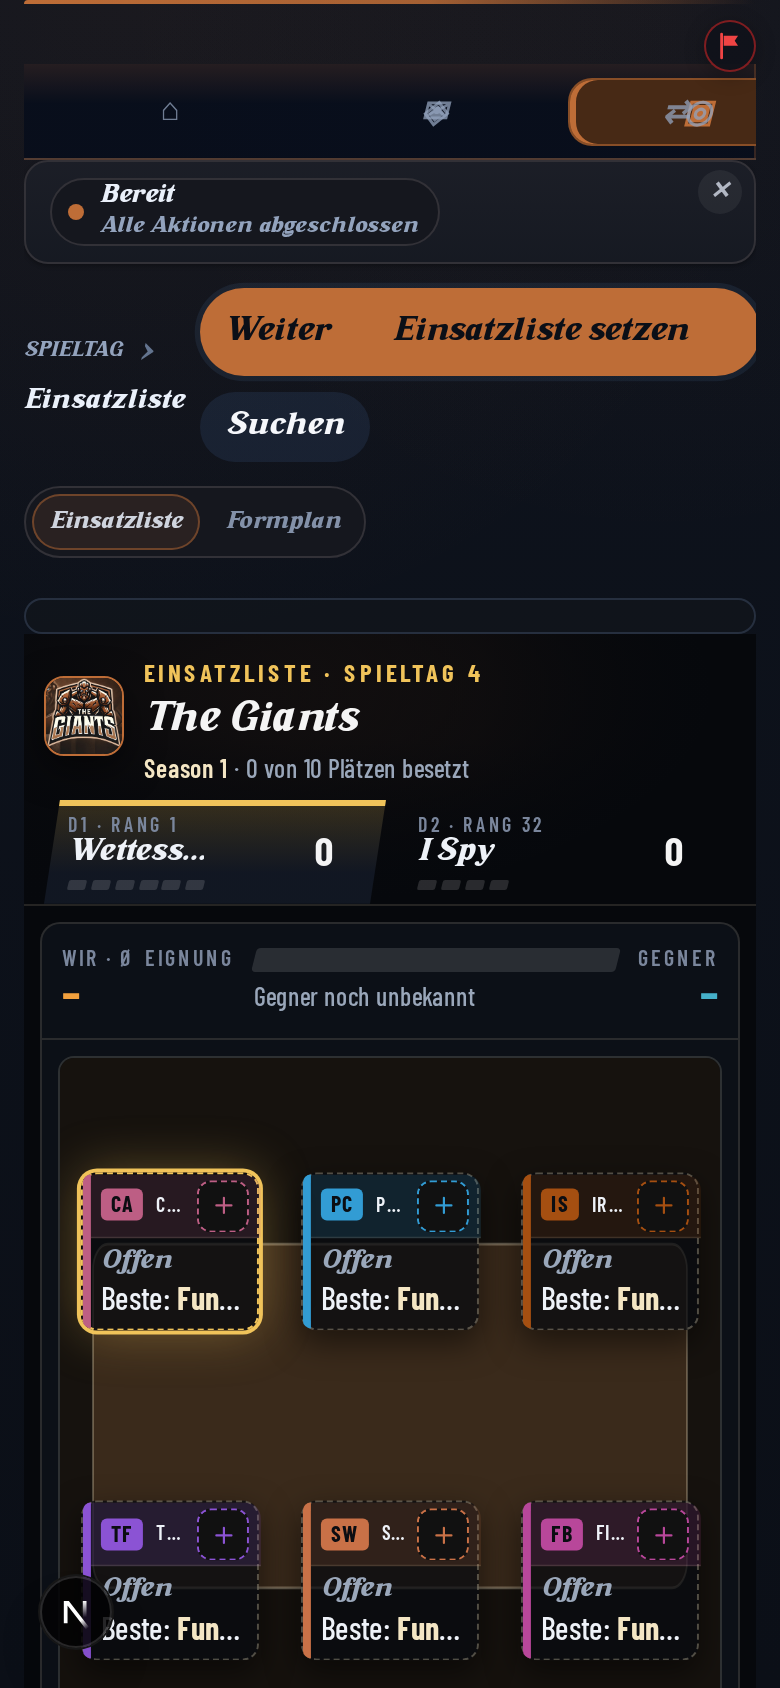 Bereit
Alle Aktionen abgeschlossen
Weiter Einsatzliste setzen
SPIELTAG >
Einsatzliste
Suchen
Einsatzliste Formplan
EINSATZLISTE · SPIELTAG 4
THE GIANTS
The Giants
Season 1 · 0 von 10 Plätzen besetzt
D1 · RANG 1
Wettess... 0
D2 · RANG 32
I Spy 0
WIR · Ø EIGNUNG
GEGNER
– Gegner noch unbekannt –
CA C... +
PC P... +
IS IR... +
Offen
Offen
Offen
Beste: Fun...
Beste: Fun...
Beste: Fun...
TF T... +
SW S... +
FB FI... +
Offen
Offen
Offen
N
Beste: Fun...
Beste: Fun...
Beste: Fun...